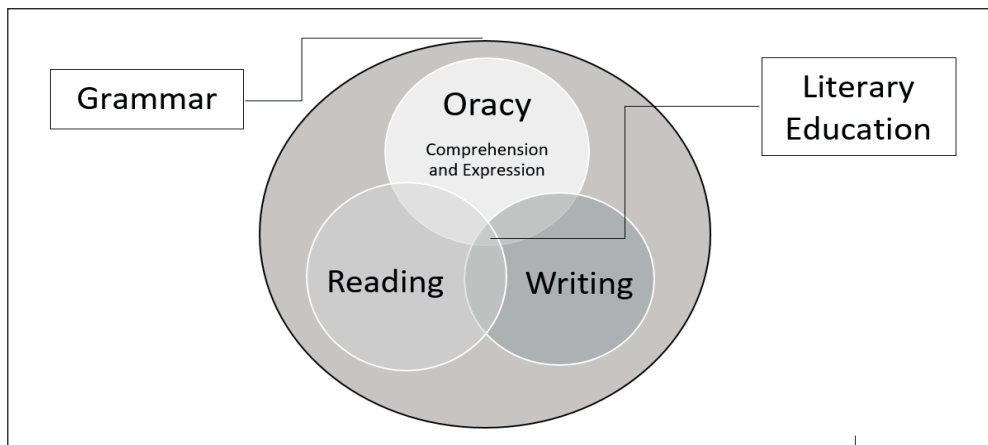 Grammar
Oracy
Comprehension
and Expression
Literary
Education
Reading
Writing